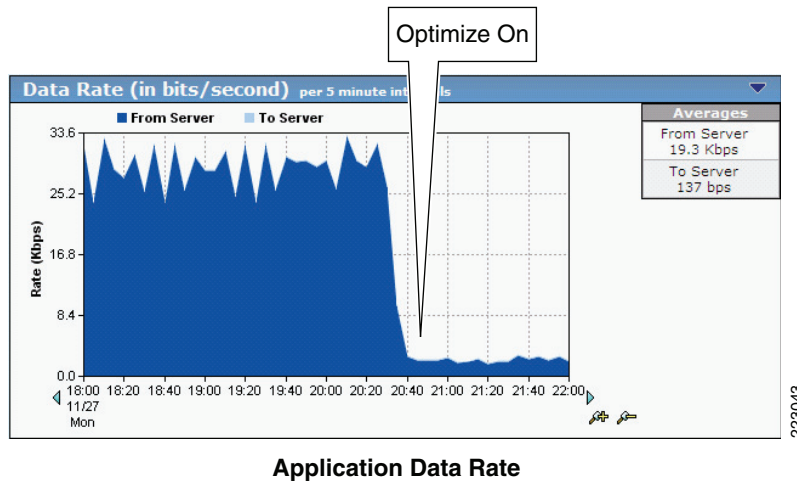 Optimize On
Data Rate (in bits/second) per 5 minute int ls
From Server To Server
Averages
From Server
19.3 Kbps
To Server
137 bps
Rate (Kbps)
33.6
25.2
16.8
8.4
0.0
18:00 18:20 18:40 19:00 19:20 19:40 20:00 20:20 20:40 21:00 21:20 21:40 22:00
11/27
Mon
223043
Application Data Rate